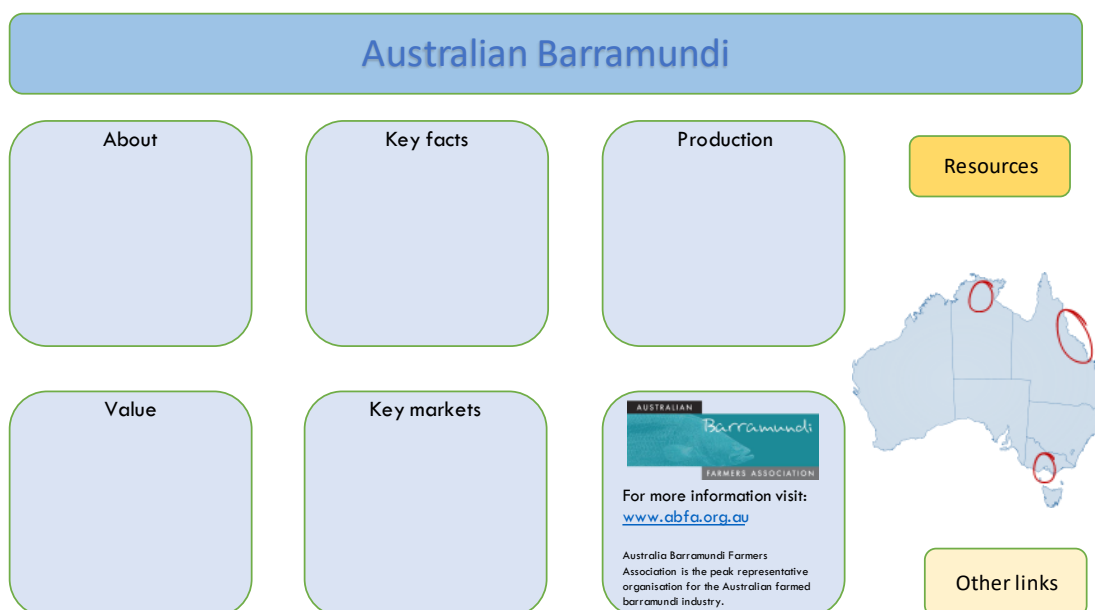 Australian Barramundi
About
Key facts
Production
Resources
Value
Key markets
AUSTRALIAN
Barramundi
FARMERS ASSOCIATION
For more information visit:
www.abfa.org.au
Australia Barramundi Farmers
Association is the peak representative
organisation for the Australian farmed
barramundi industry.
Other links